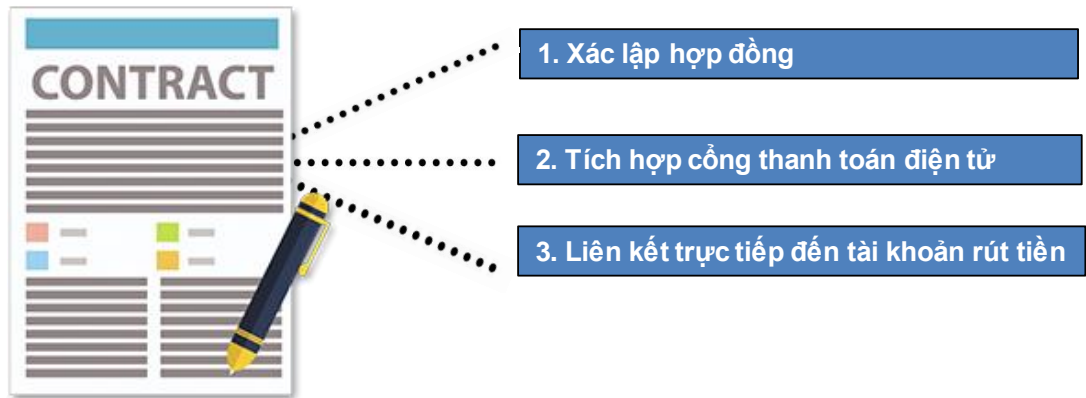 CONTRACT
1. Xác lập hợp đồng
2. Tích hợp cổng thanh toán điện tử
3. Liên kết trực tiếp đến tài khoản rút tiền